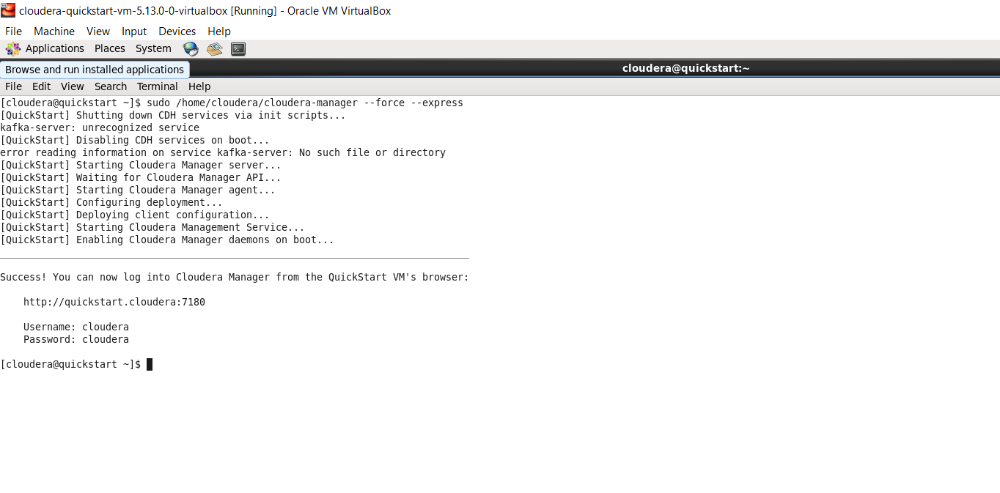 cloudera-quickstart-vm-5.13.0-0-virtualbox [Running] - Oracle VM VirtualBox
File Machine View Input Devices Help
Applications Places System
Browse and run installed applications
cloudera@quickstart:~
File Edit View Search Terminal Help
[cloudera@quickstart ~]$ sudo /home/cloudera/cloudera-manager --force --express
[QuickStart] Shutting down CDH services via init scripts...
kafka-server: unrecognized service
[QuickStart] Disabling CDH services on boot...
error reading information on service kafka-server: No such file or directory
[QuickStart] Starting Cloudera Manager server...
[QuickStart] Waiting for Cloudera Manager API...
[QuickStart] Starting Cloudera Manager agent...
[QuickStart] Configuring deployment...
[QuickStart] Deploying client configuration...
[QuickStart] Starting Cloudera Management Service...
[QuickStart] Enabling Cloudera Manager daemons on boot...
Success! You can now log into Cloudera Manager from the QuickStart VM's browser:
http://quickstart.cloudera:7180
Username: cloudera
Password: cloudera
[cloudera@quickstart ~]$